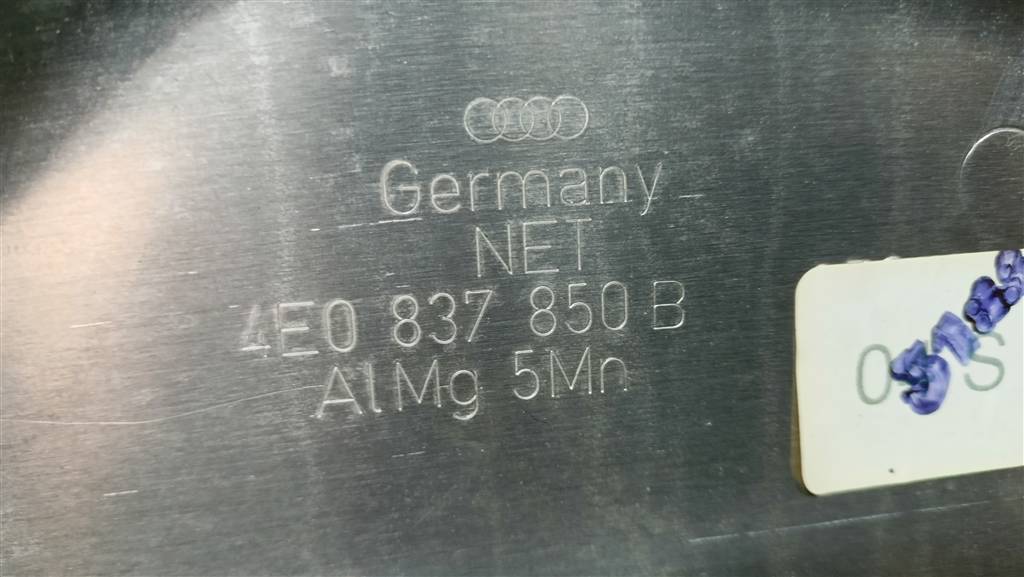 Germany
NET
4E0 837 850 B
AlMg 5Mn